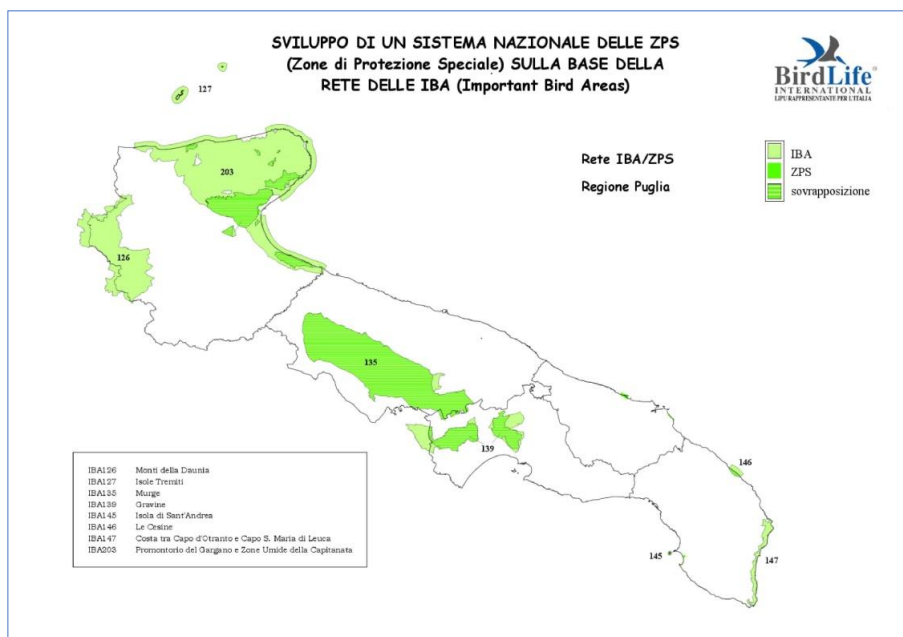 SVILUPPO DI UN SISTEMA NAZIONALE DELLE ZPS
(Zone di Protezione Speciale) SULLA BASE DELLA
RETE DELLE IBA (Important Bird Areas)
BirdLife
INTERNATIONAL
LIPU RAPPRESENTANTE PER L'ITALIA
Rete IBA/ZPS
Regione Puglia
IBA
ZPS
sovrapposizione
127
203
126
135
139
146
145
147
IBA126 Monti della Daunia
IBA127 Isole Tremiti
IBA135 Murge
IBA139 Gravine
IBA145 Isola di Sant'Andrea
IBA146 Le Cesine
IBA147 Costa tra Capo d'Otranto e Capo S. Maria di Leuca
IBA203 Promontorio del Gargano e Zone Umide della Capitanata